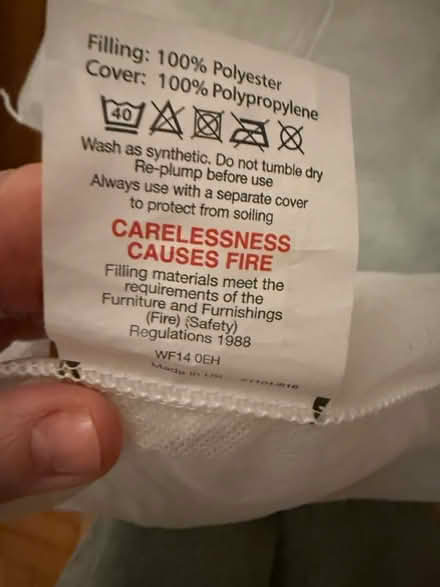 Filling: 100% Polyester
Cover: 100% Polypropylene
40
Wash as synthetic. Do not tumble dry
Re-plump before use
Always use with a separate cover
to protect from soiling
CARELESSNESS
CAUSES FIRE
Filling materials meet the
requirements of the
Furniture and Furnishings
(Fire) (Safety)
Regulations 1988
WF14 0EH
Made in